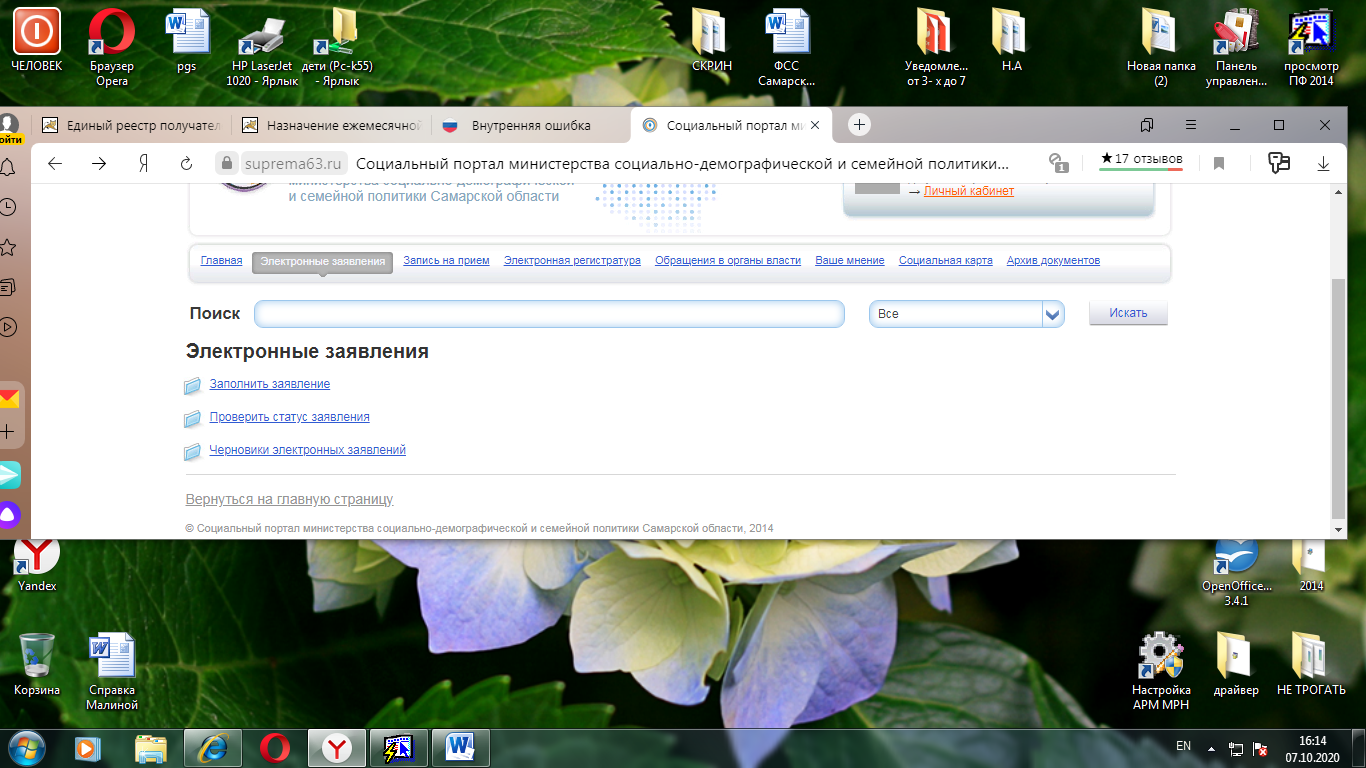 ЧЕЛОВЕК
Браузер
Opera
pgs
HP LaserJet
1020 - Ярлык
дети (Pc-k55)
- Ярлык
СКРИН
ФСС
Самарск...
Уведомле...
от 3- х до 7
Н.А
Новая папка
(2)
Панель
управлен...
просмотр
ПФ 2014
Единый реестр получател
Назначение ежемесячной
Внутренняя ошибка
Социальный портал ми
ойти
suprema63.ru
Социальный портал министерства социально-демографической и семейной политики...
1
★17 отзывов
министерства социально-демографической
и семейной политики Самарской области
→ Личный кабинет
Главная
Электронные заявления
Запись на прием
Электронная регистратура
Обращения в органы власти
Ваше мнение
Социальная карта
Архив документов
Поиск
Все
Искать
Электронные заявления
Заполнить заявление
Проверить статус заявления
Черновики электронных заявлений
Вернуться на главную страницу
© Социальный портал министерства социально-демографической и семейной политики Самарской области, 2014
Yandex
OpenOffice...
3.4.1
2014
Корзина
Справка
Малиной
Настройка
АРМ МРН
драйвер
НЕ ТРОГАТЬ
EN
16:14
07.10.2020